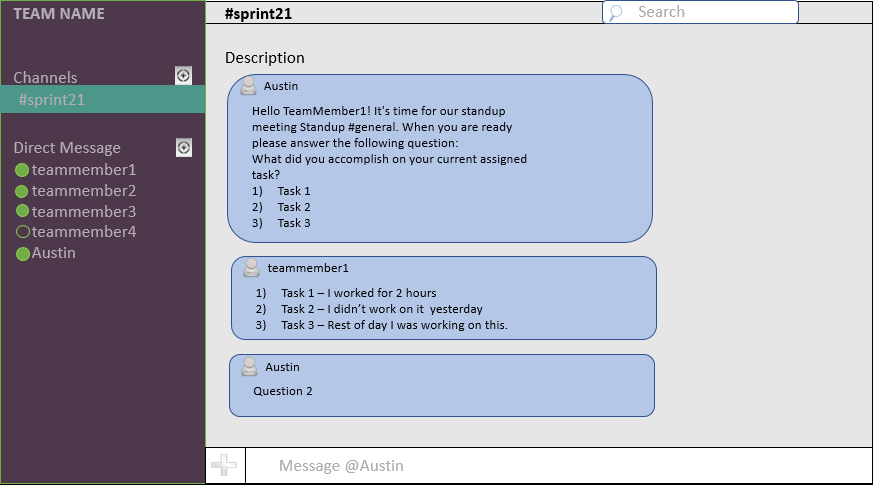 TEAM NAME
Channels
#sprint21
Direct Message
teammember1
teammember2
teammember3
teammember4
Austin
#sprint21
Search
Description
Austin
Hello TeamMember1! It's time for our standup
meeting Standup #general. When you are ready
please answer the following question:
What did you accomplish on your current assigned
task?
1) Task 1
2) Task 2
3) Task 3
teammember1
1) Task 1 – I worked for 2 hours
2) Task 2 – I didn’t work on it yesterday
3) Task 3 – Rest of day I was working on this.
Austin
Question 2
Message @Austin